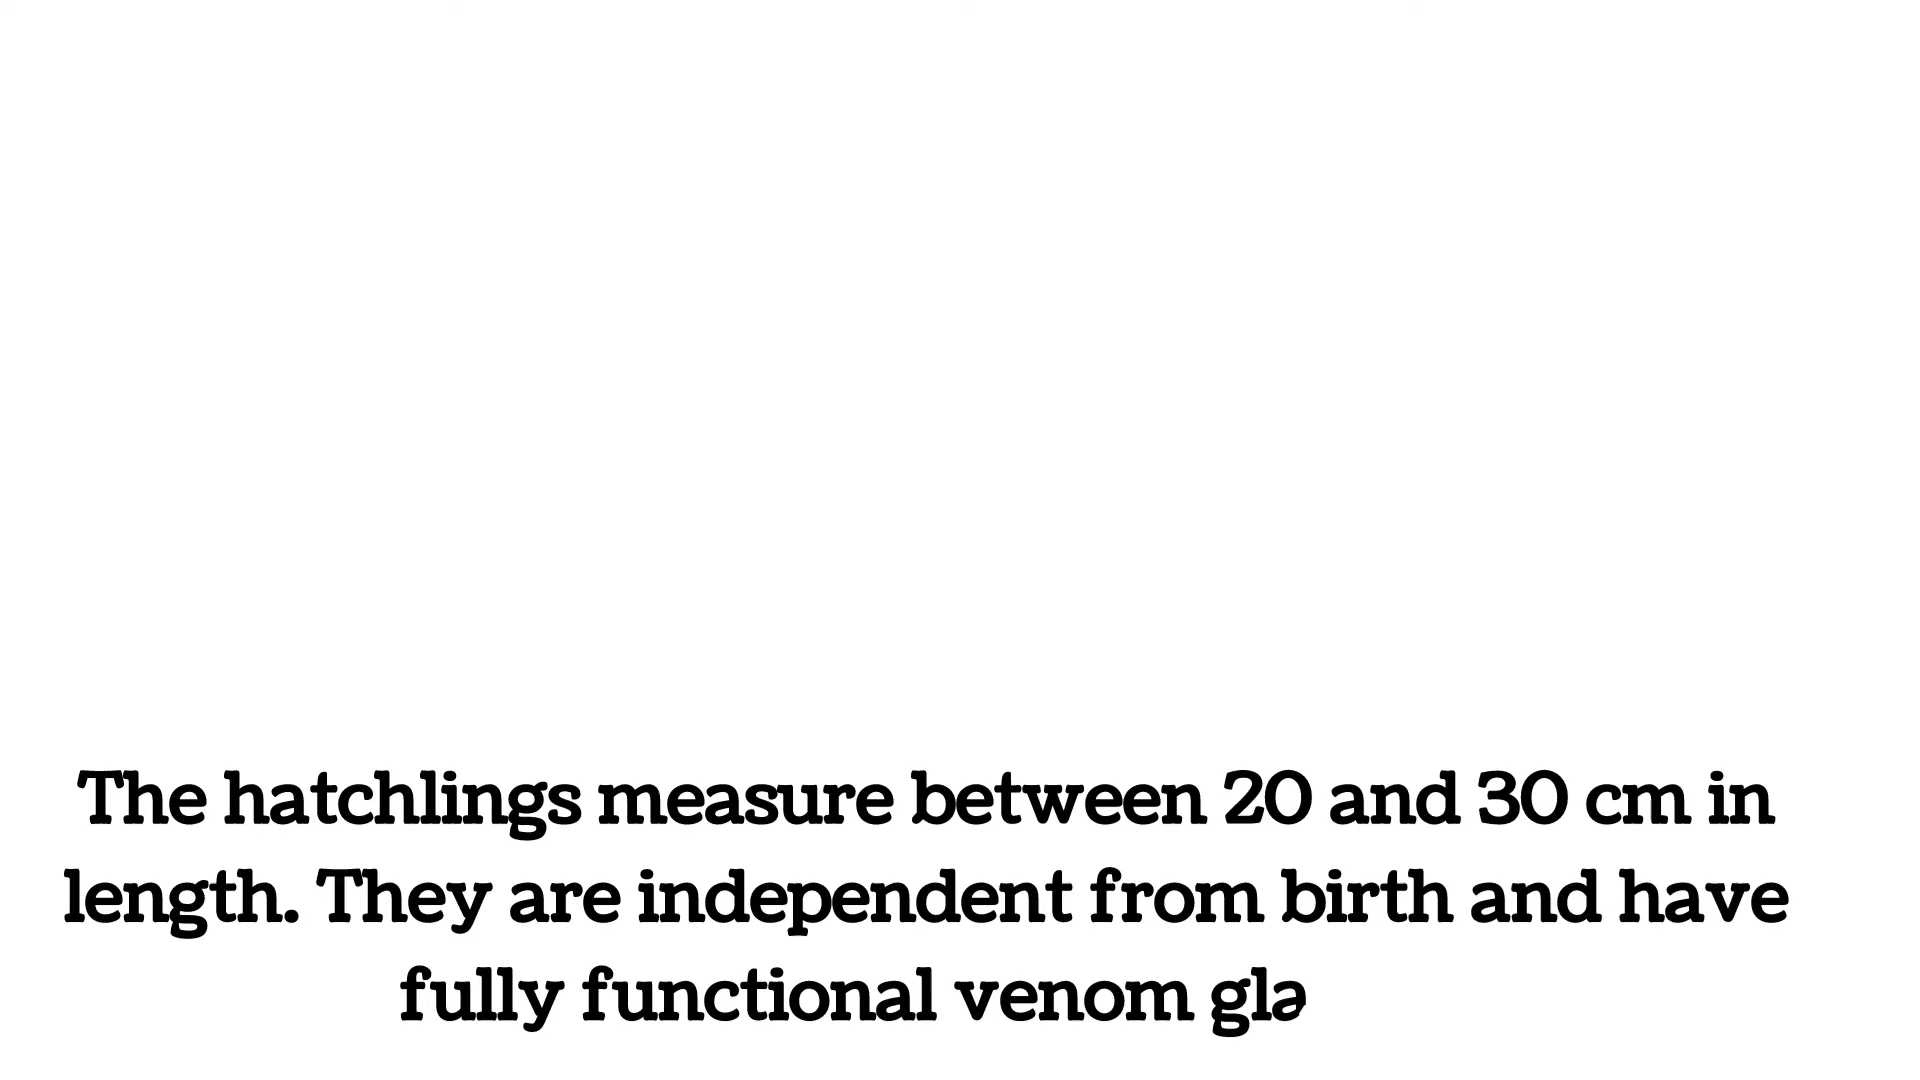 The hatchlings measure between 20 and 30 cm in
length. They are independent from birth and have
fully functional venom gla